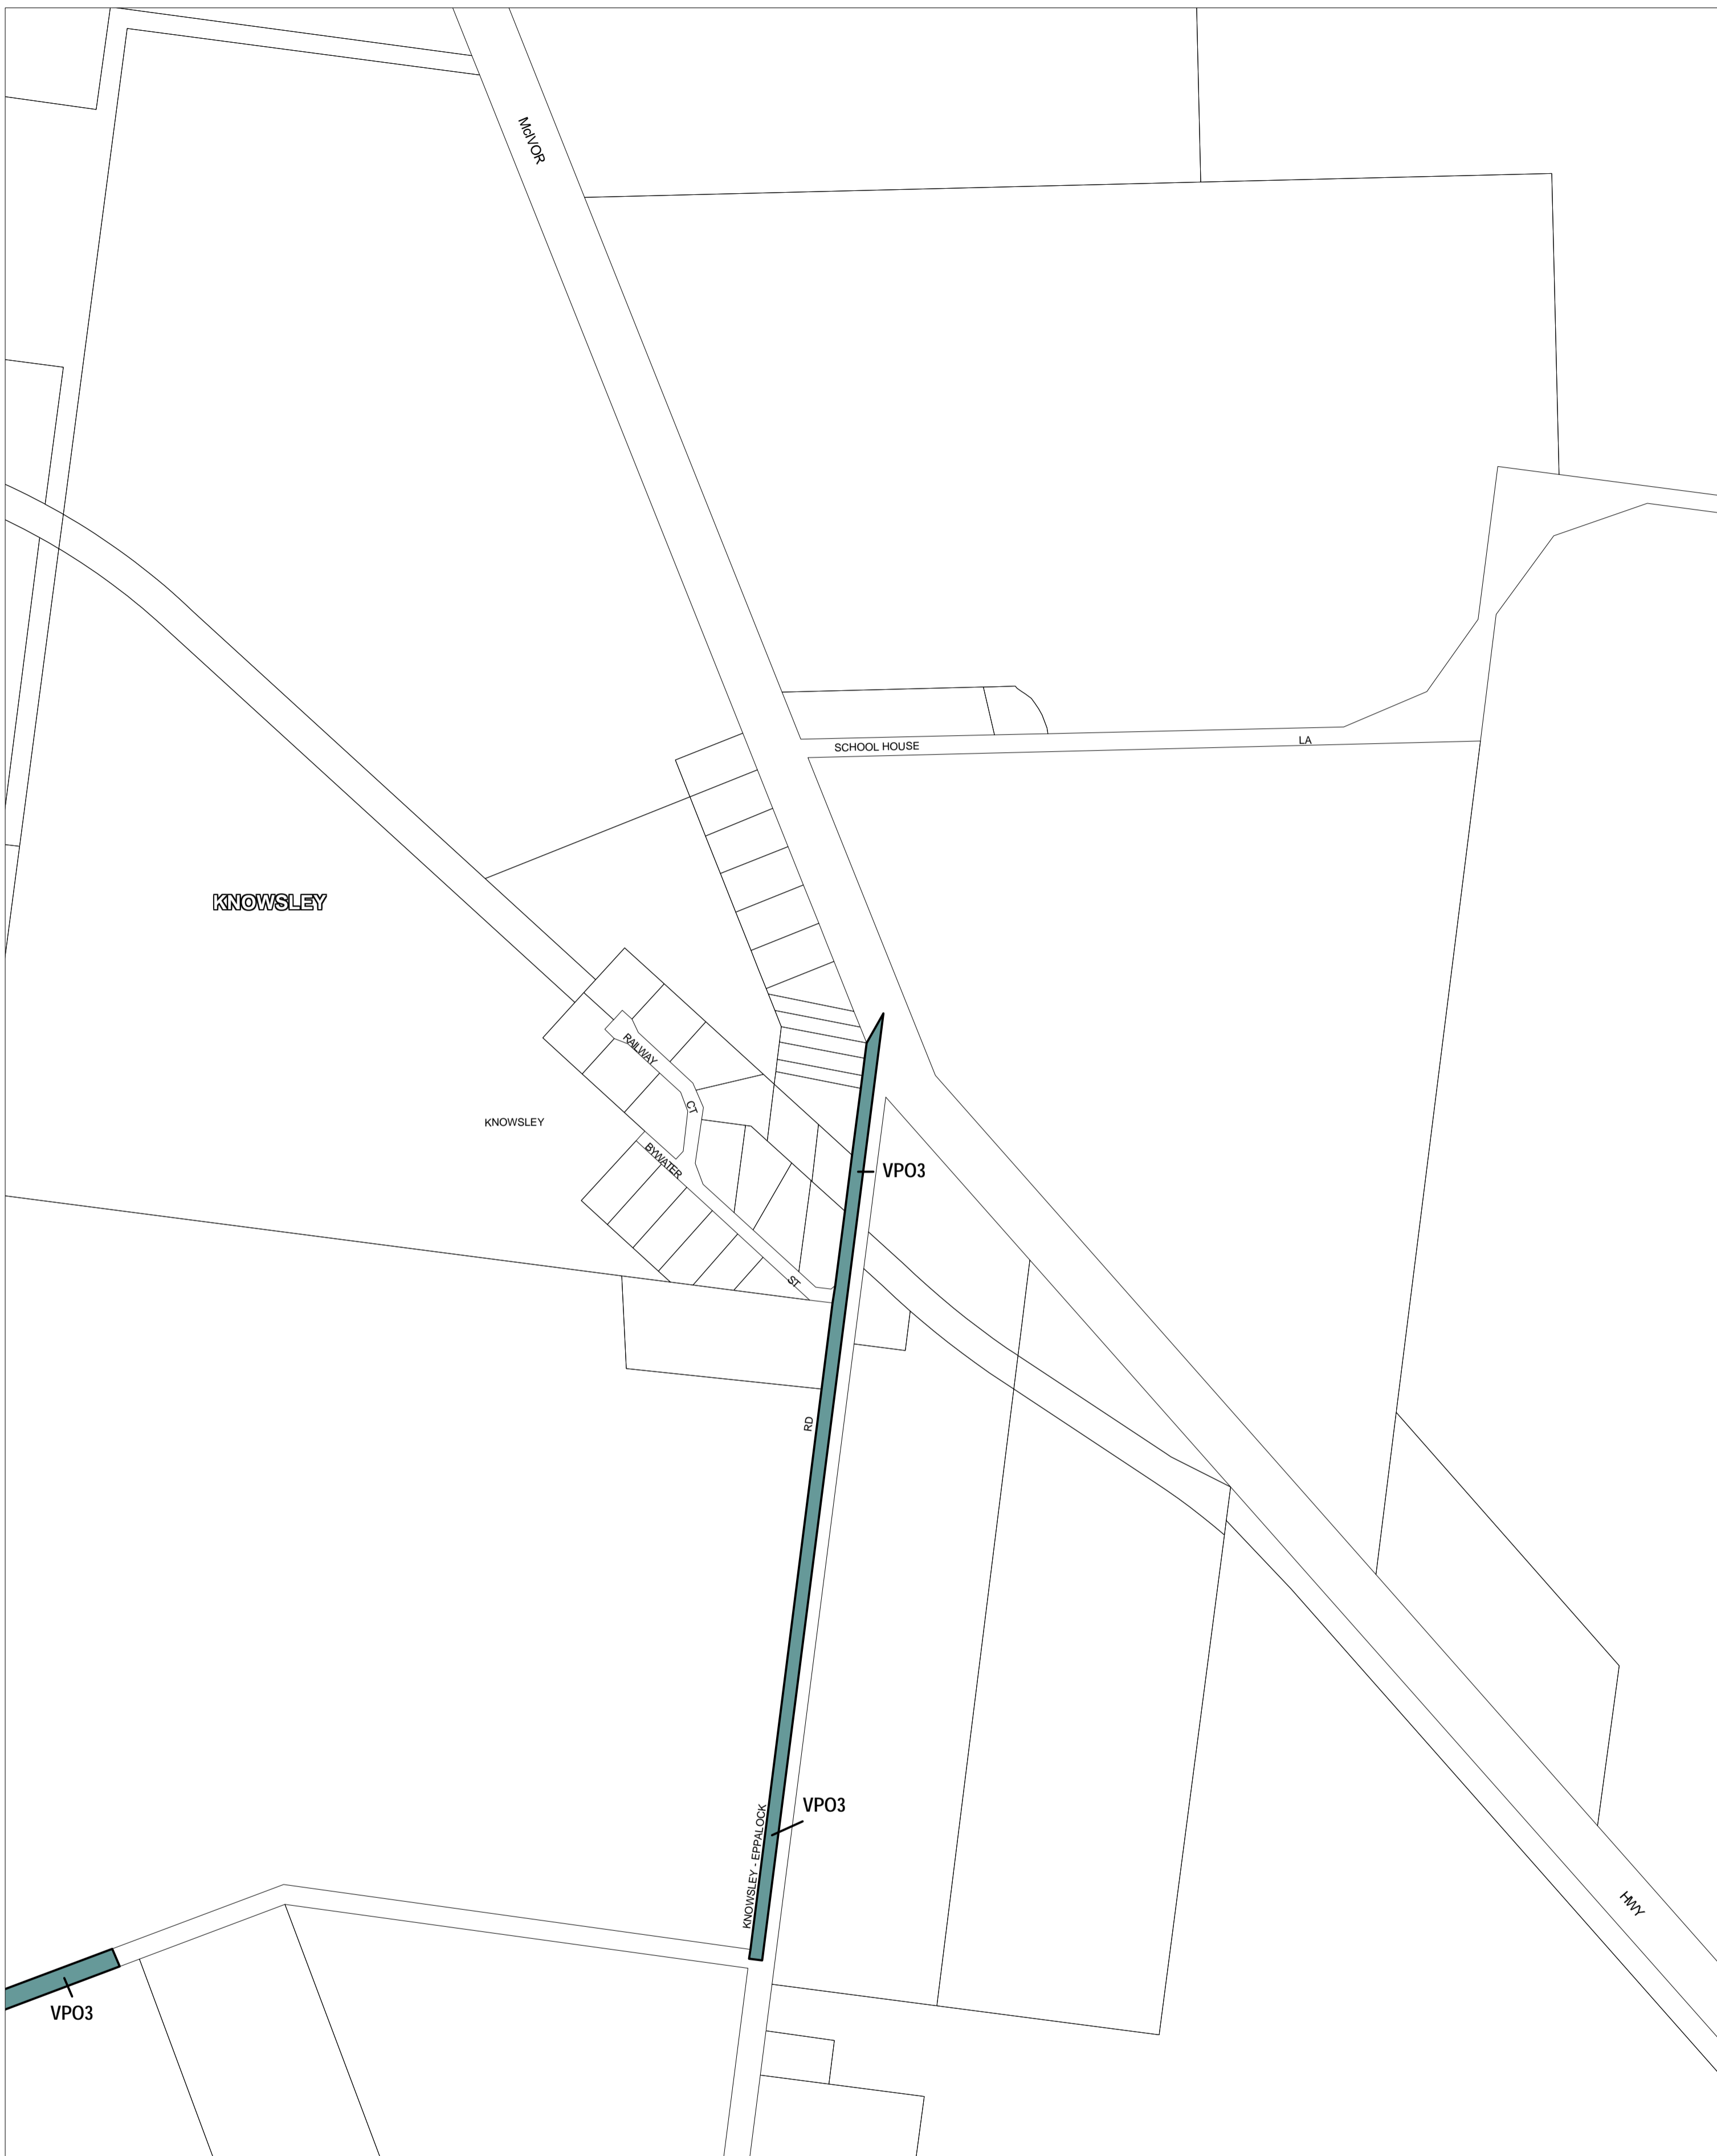 McIVOR
SCHOOL HOUSE
LA
KNOWSLEY
RAILWAY
CT
KNOWSLEY
BYWATER
VPO3
ST
RD
VPO3
KNOWSLEY - EPPALOCK
HWY
VPO3